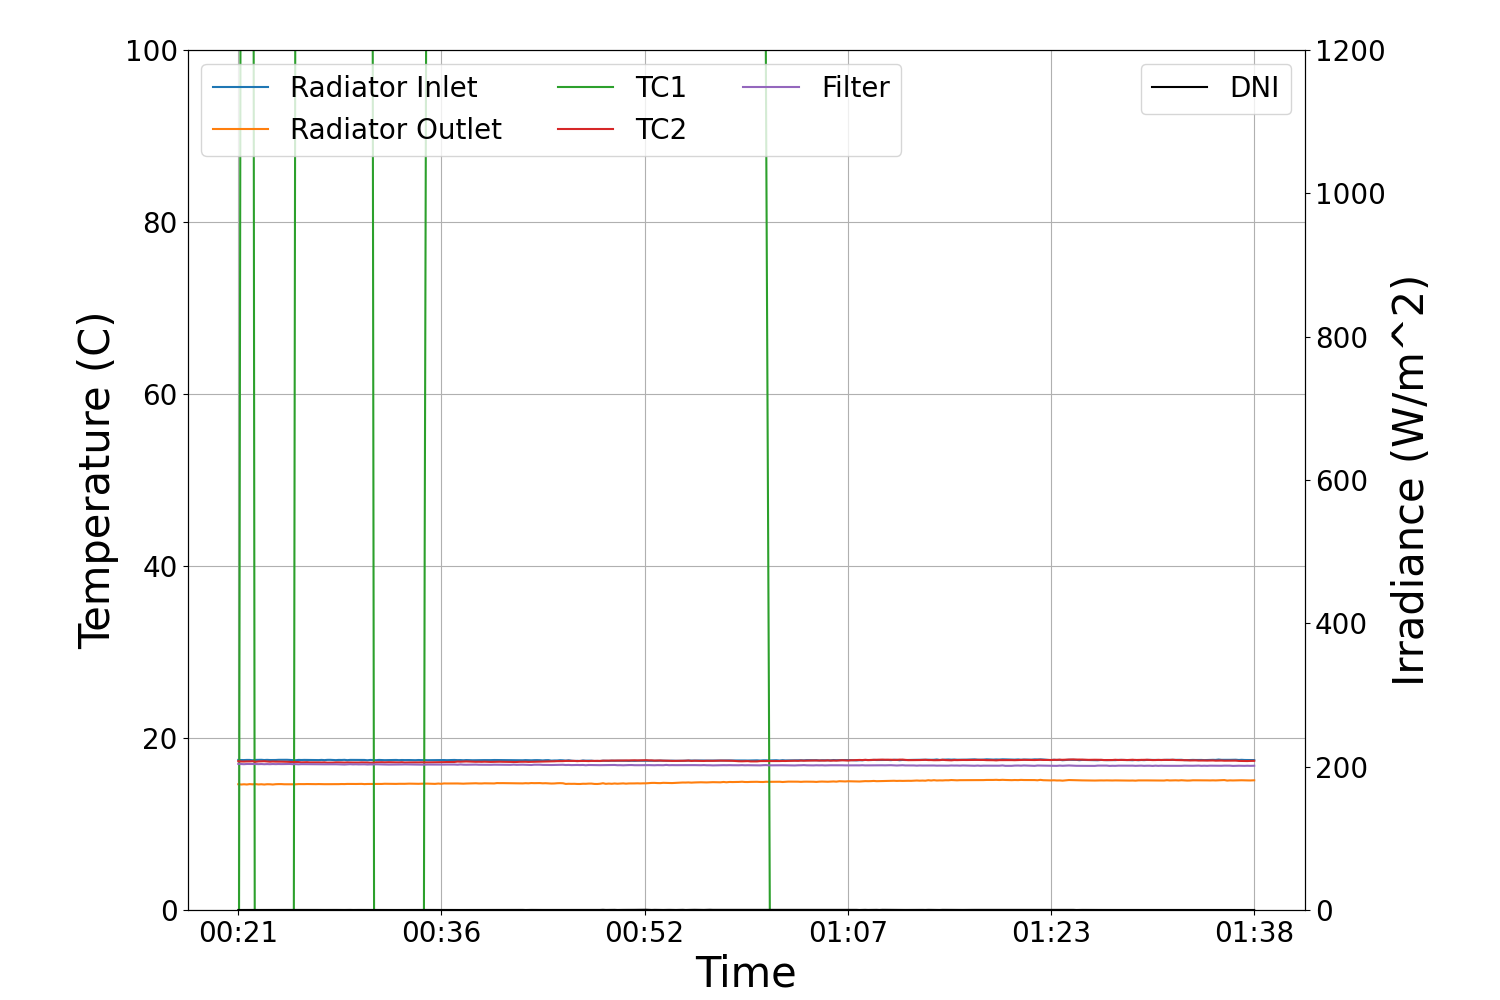 100
80
60
40
20
0
Temperature (C)
Radiator Inlet
Radiator Outlet
TC1
TC2
Filter
DNI
1200
1000
800
600
400
200
0
Irradiance (W/m^2)
00:21 00:36 00:52 01:07 01:23 01:38
Time